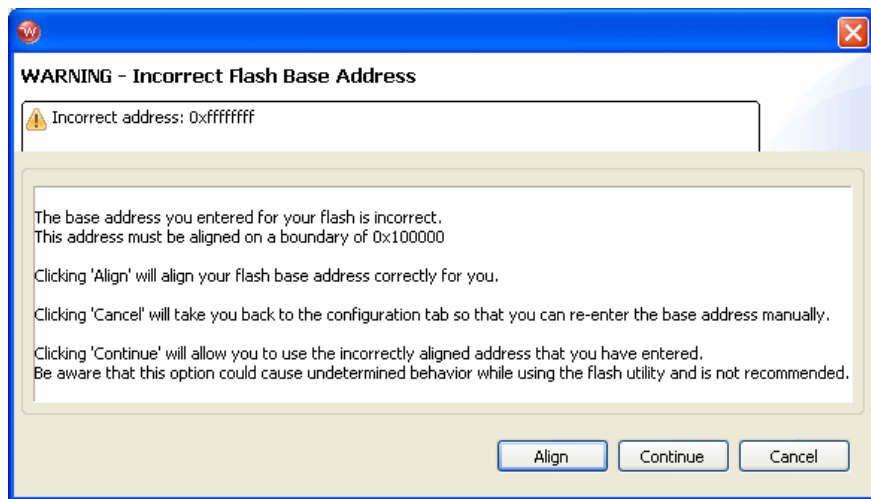 W
WARNING - Incorrect Flash Base Address
Incorrect address: 0xffffffff
The base address you entered for your flash is incorrect.
This address must be aligned on a boundary of 0x100000
Clicking 'Align' will align your flash base address correctly for you.
Clicking 'Cancel' will take you back to the configuration tab so that you can re-enter the base address manually.
Clicking 'Continue' will allow you to use the incorrectly aligned address that you have entered.
Be aware that this option could cause undetermined behavior while using the flash utility and is not recommended.
Align Continue Cancel